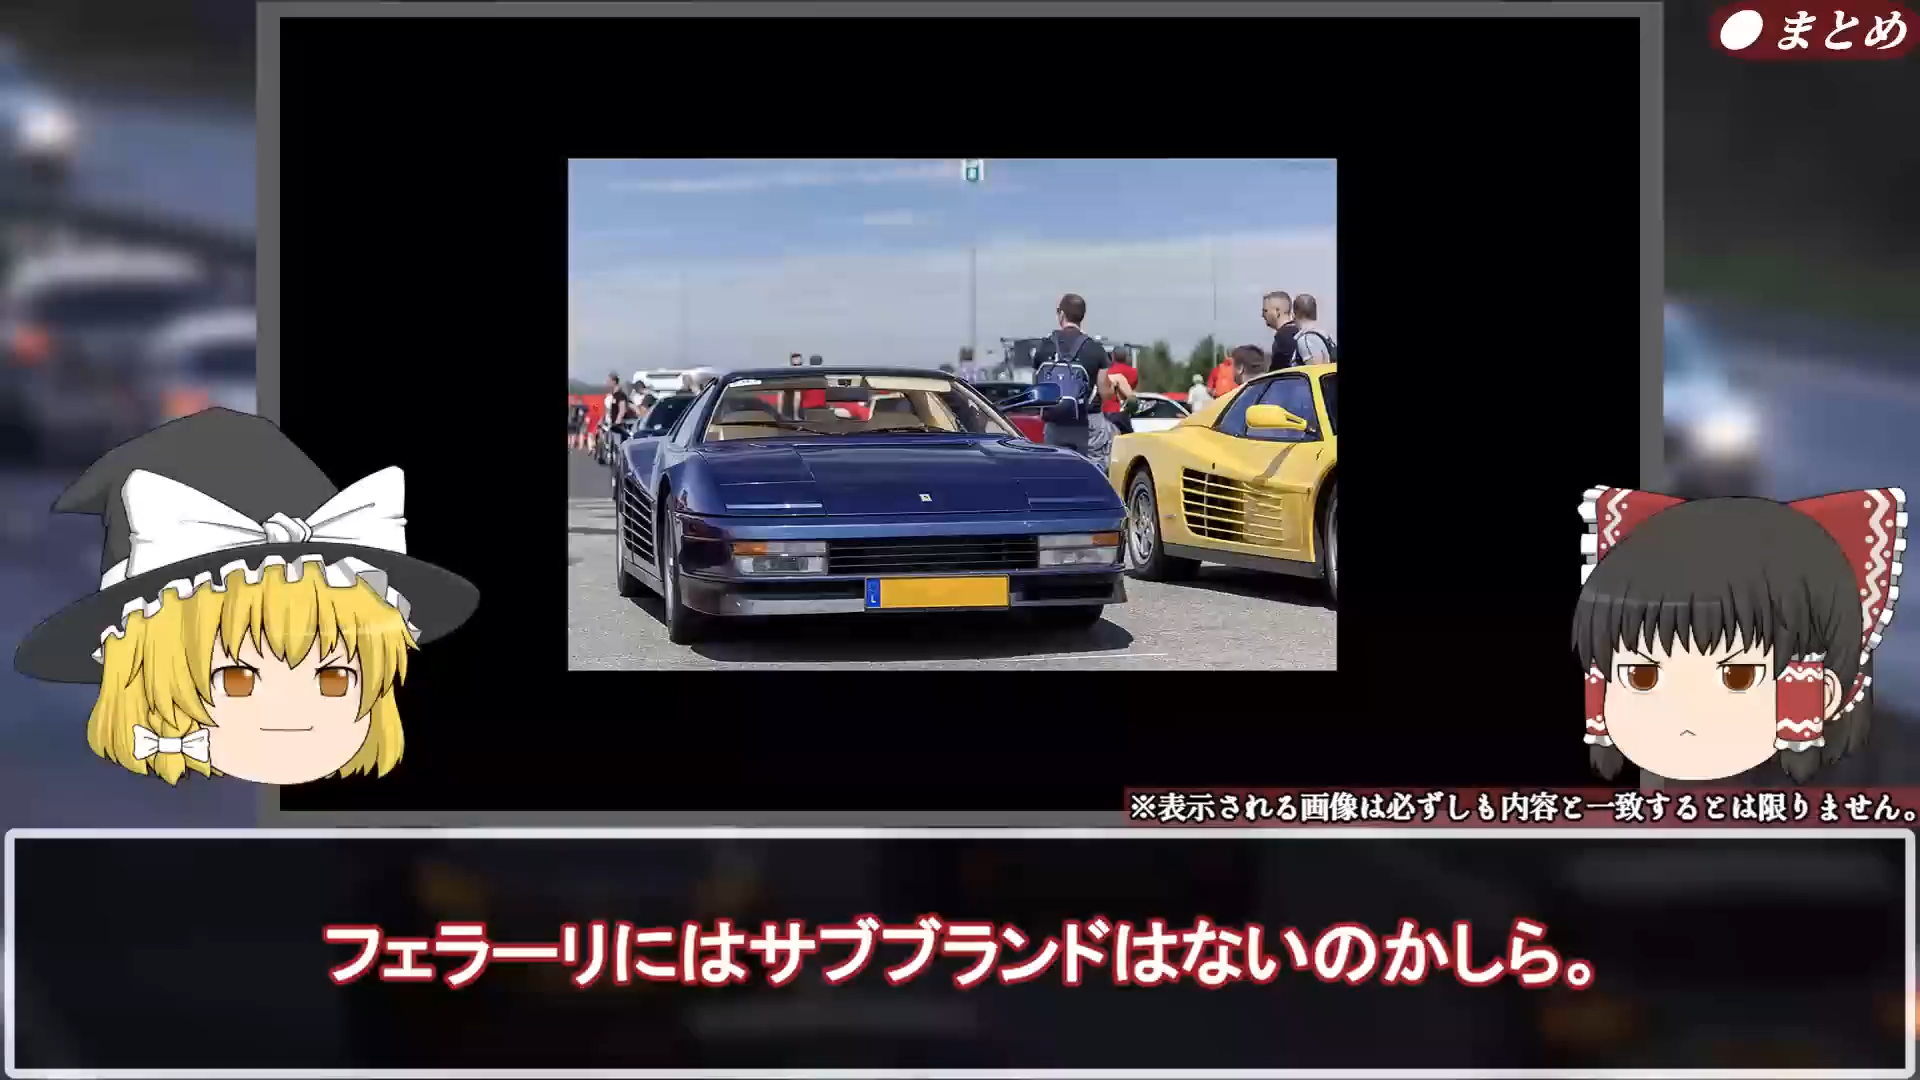 ●まとめ
※表示される画像は必ずしも内容と一致するとは限りません。
フェラーリにはサブブランドはないのかしら。